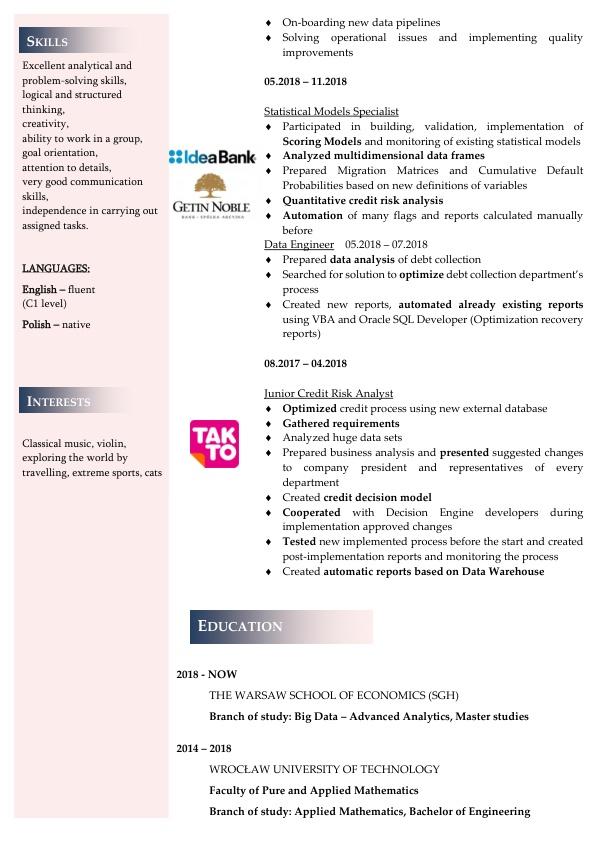 SKILLS
Excellent analytical and
problem-solving skills,
logical and structured
thinking,
creativity,
ability to work in a group,
goal orientation,
attention to details,
very good communication
skills,
independence in carrying out
assigned tasks.
LANGUAGES:
English – fluent
(C1 level)
Polish – native
INTERESTS
Classical music, violin,
exploring the world by
travelling, extreme sports, cats
♦ On-boarding new data pipelines
♦ Solving operational issues and implementing quality
improvements
05.2018 – 11.2018
IdeaBank
GETIN NOBLE
BANK - SPÓŁKA AKCYJNA
Statistical Models Specialist
♦ Participated in building, validation, implementation of
Scoring Models and monitoring of existing statistical models
♦ Analyzed multidimensional data frames
♦ Prepared Migration Matrices and Cumulative Default
Probabilities based on new definitions of variables
♦ Quantitative credit risk analysis
♦ Automation of many flags and reports calculated manually
before
Data Engineer 05.2018 – 07.2018
♦ Prepared data analysis of debt collection
♦ Searched for solution to optimize debt collection department's
process
♦ Created new reports, automated already existing reports
using VBA and Oracle SQL Developer (Optimization recovery
reports)
08.2017 – 04.2018
TAK
TO
Junior Credit Risk Analyst
♦ Optimized credit process using new external database
♦ Gathered requirements
♦ Analyzed huge data sets
♦ Prepared business analysis and presented suggested changes
to company president and representatives of every
department
♦ Created credit decision model
♦ Cooperated with Decision Engine developers during
implementation approved changes
♦ Tested new implemented process before the start and created
post-implementation reports and monitoring the process
♦ Created automatic reports based on Data Warehouse
EDUCATION
2018 - NOW
THE WARSAW SCHOOL OF ECONOMICS (SGH)
Branch of study: Big Data – Advanced Analytics, Master studies
2014 – 2018
WROCŁAW UNIVERSITY OF TECHNOLOGY
Faculty of Pure and Applied Mathematics
Branch of study: Applied Mathematics, Bachelor of Engineering